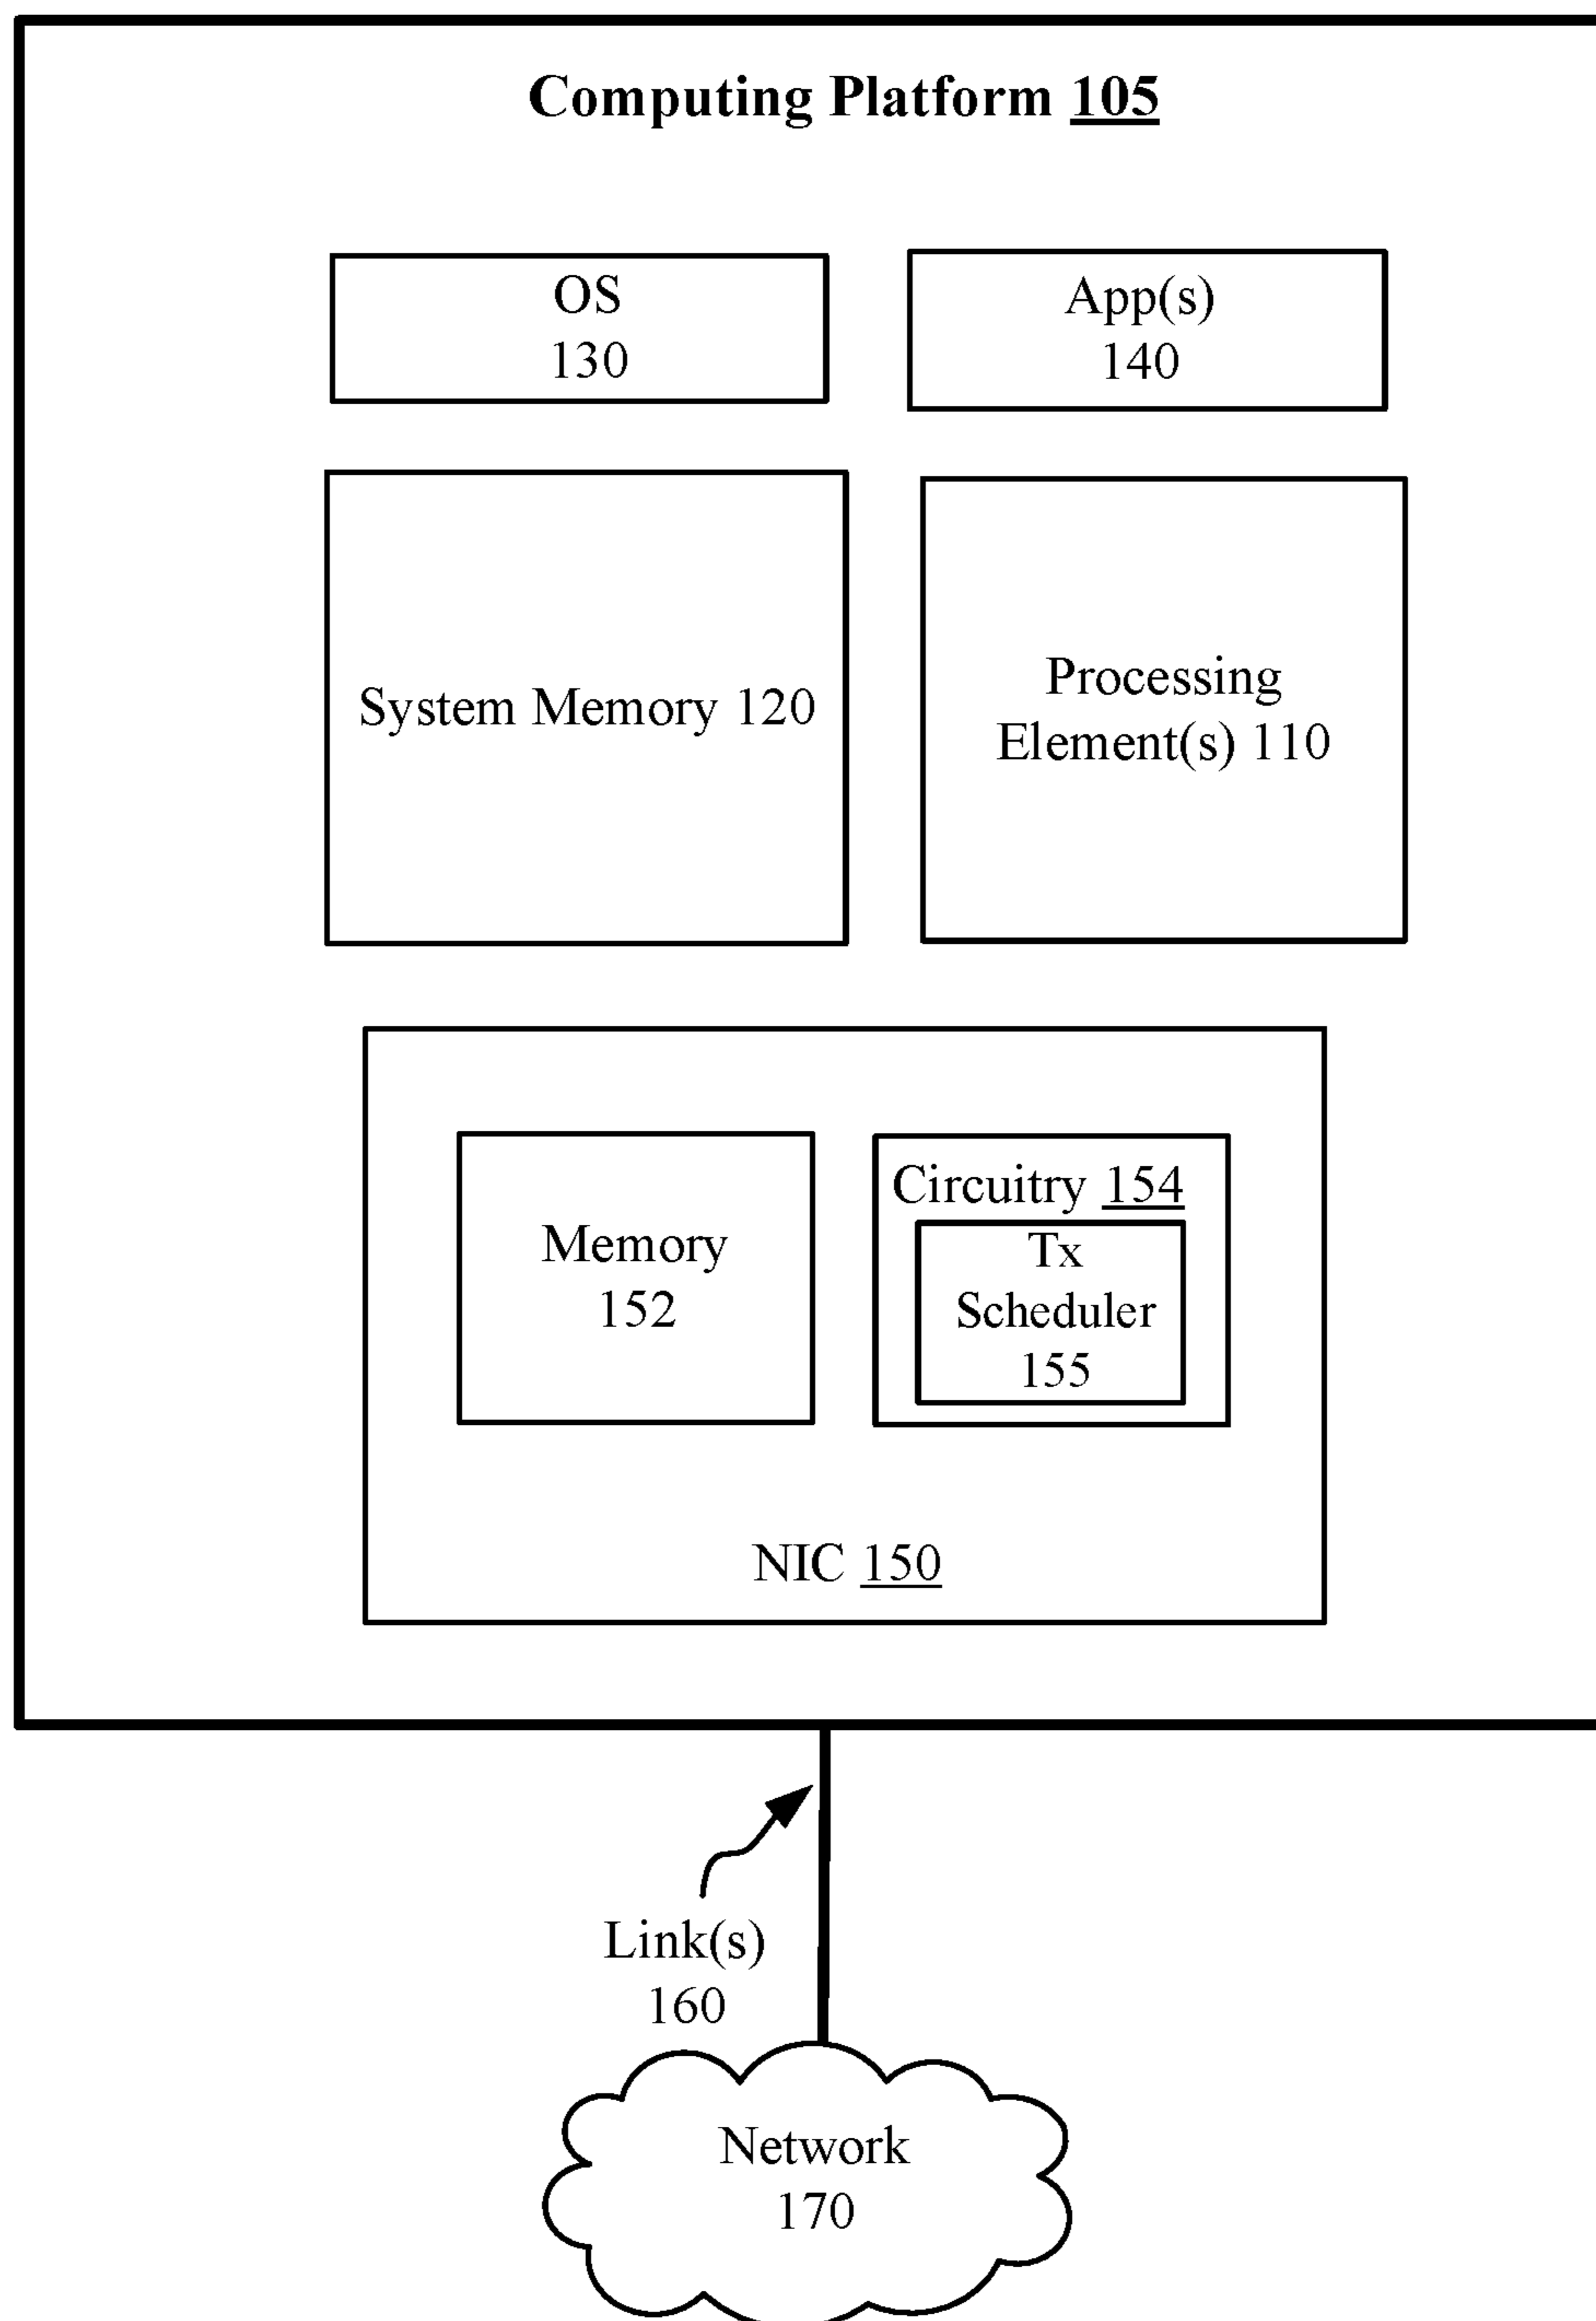 Computing Platform 105
OS
130
App(s)
140
System Memory 120
Processing
Element(s) 110
Memory
152
Circuitry 154
Tx
Scheduler
155
NIC 150
Link(s)
160
Network
170